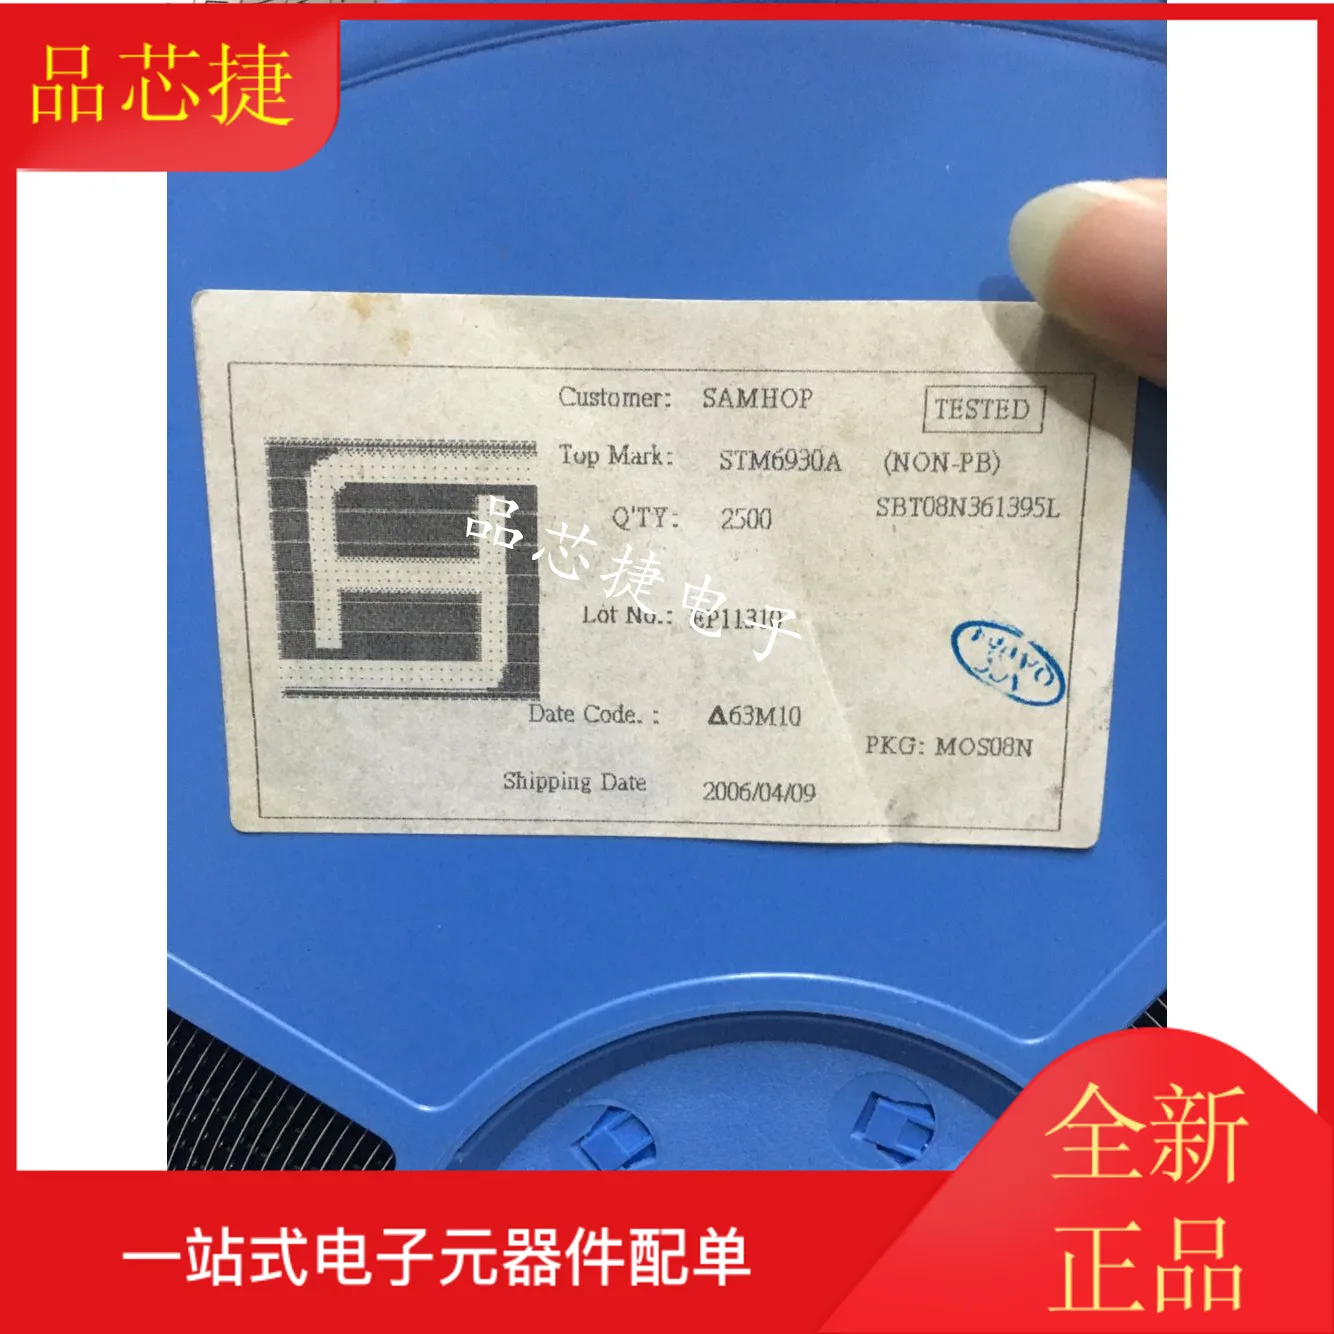 品芯捷
Customer: SAMHOP
TESTED
Top Mark: STM6930A (NON-PB)
Q'TY: 2500 SBT08N361395L
品芯捷电子
Lot No.: EP11310
Date Code. : Δ63M10
PKG: MOS08N
Shipping Date 2006/04/09
全新
正品
一站式电子元器件配单